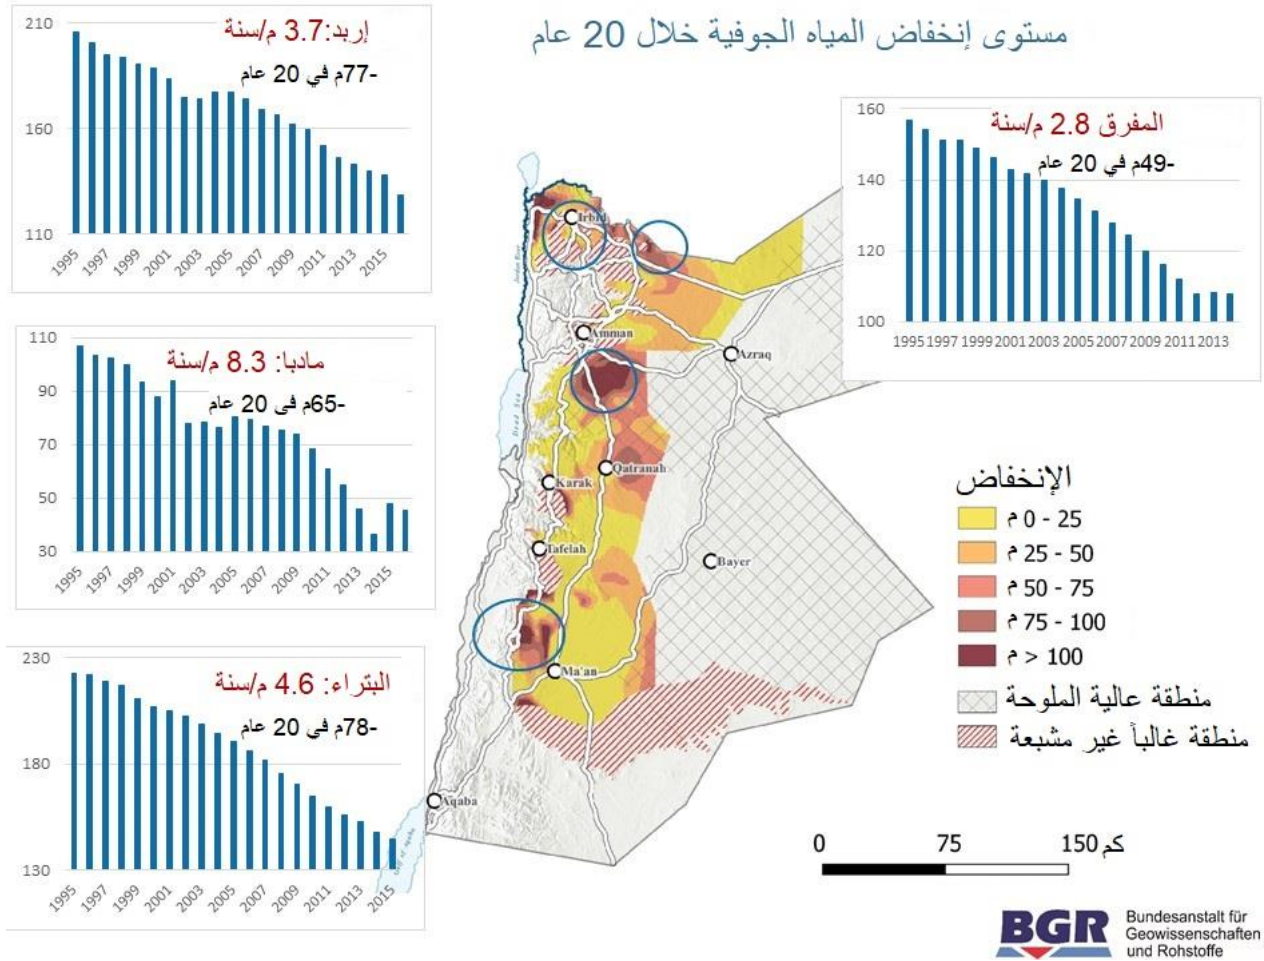 مستوى إنخفاض المياه الجوفية خلال 20 عام
إربد:3.7 م/سنة
-77م في 20 عام
210
160
110
1995 1997 1999 2001 2003 2005 2007 2009 2011 2013 2015
المفرق 2.8 م/سنة
-49م في 20 عام
160
140
120
100
1995 1997 1999 2001 2003 2005 2007 2009 2011 2013
مادبا: 8.3 م/سنة
-65م في 20 عام
110
90
70
50
30
1995 1997 1999 2001 2003 2005 2007 2009 2011 2013 2015
البتراء: 4.6 م/سنة
-78م في 20 عام
230
180
130
1995 1997 1999 2001 2003 2005 2007 2009 2011 2013 2015
Irbid
Jordan River
Amman
Azraq
Dead Sea
Qatranah
Karak
Tafelah
Bayer
Ma'an
Aqaba
Gulf of Aqaba
الإنخفاض
0 - 25 م
25 - 50 م
50 - 75 م
75 - 100 م
> 100 م
منطقة عالية الملوحة
منطقة غالباً غير مشبعة
0 75 150 كم
BGR
Bundesanstalt für
Geowissenschaften
und Rohstoffe